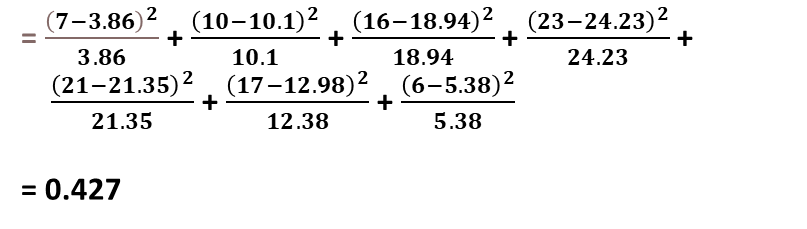 = (7−3.86)²/3.86 + (10−10.1)²/10.1 + (16−18.94)²/18.94 + (23−24.23)²/24.23 +
(21−21.35)²/21.35 + (17−12.98)²/12.38 + (6−5.38)²/5.38
= 0.427